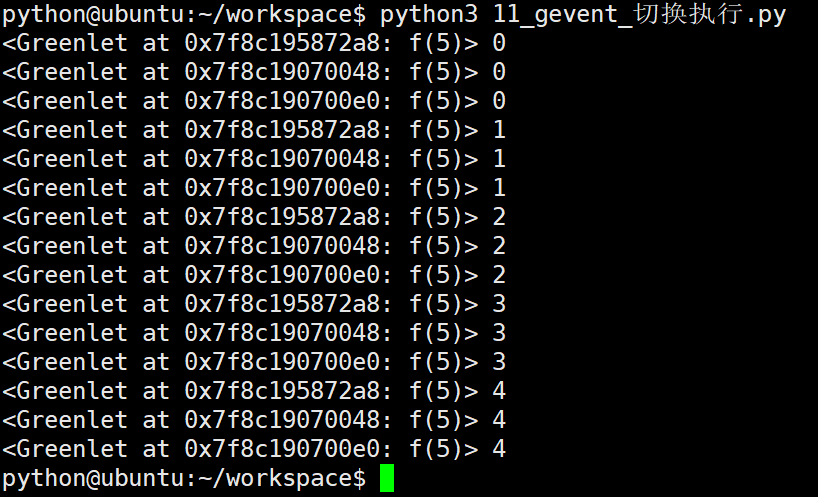 python@ubuntu:~/workspace$ python3 11_gevent_切换执行.py
<Greenlet at 0x7f8c195872a8: f(5)> 0
<Greenlet at 0x7f8c19070048: f(5)> 0
<Greenlet at 0x7f8c190700e0: f(5)> 0
<Greenlet at 0x7f8c195872a8: f(5)> 1
<Greenlet at 0x7f8c19070048: f(5)> 1
<Greenlet at 0x7f8c190700e0: f(5)> 1
<Greenlet at 0x7f8c195872a8: f(5)> 2
<Greenlet at 0x7f8c19070048: f(5)> 2
<Greenlet at 0x7f8c190700e0: f(5)> 2
<Greenlet at 0x7f8c195872a8: f(5)> 3
<Greenlet at 0x7f8c19070048: f(5)> 3
<Greenlet at 0x7f8c190700e0: f(5)> 3
<Greenlet at 0x7f8c195872a8: f(5)> 4
<Greenlet at 0x7f8c19070048: f(5)> 4
<Greenlet at 0x7f8c190700e0: f(5)> 4
python@ubuntu:~/workspace$